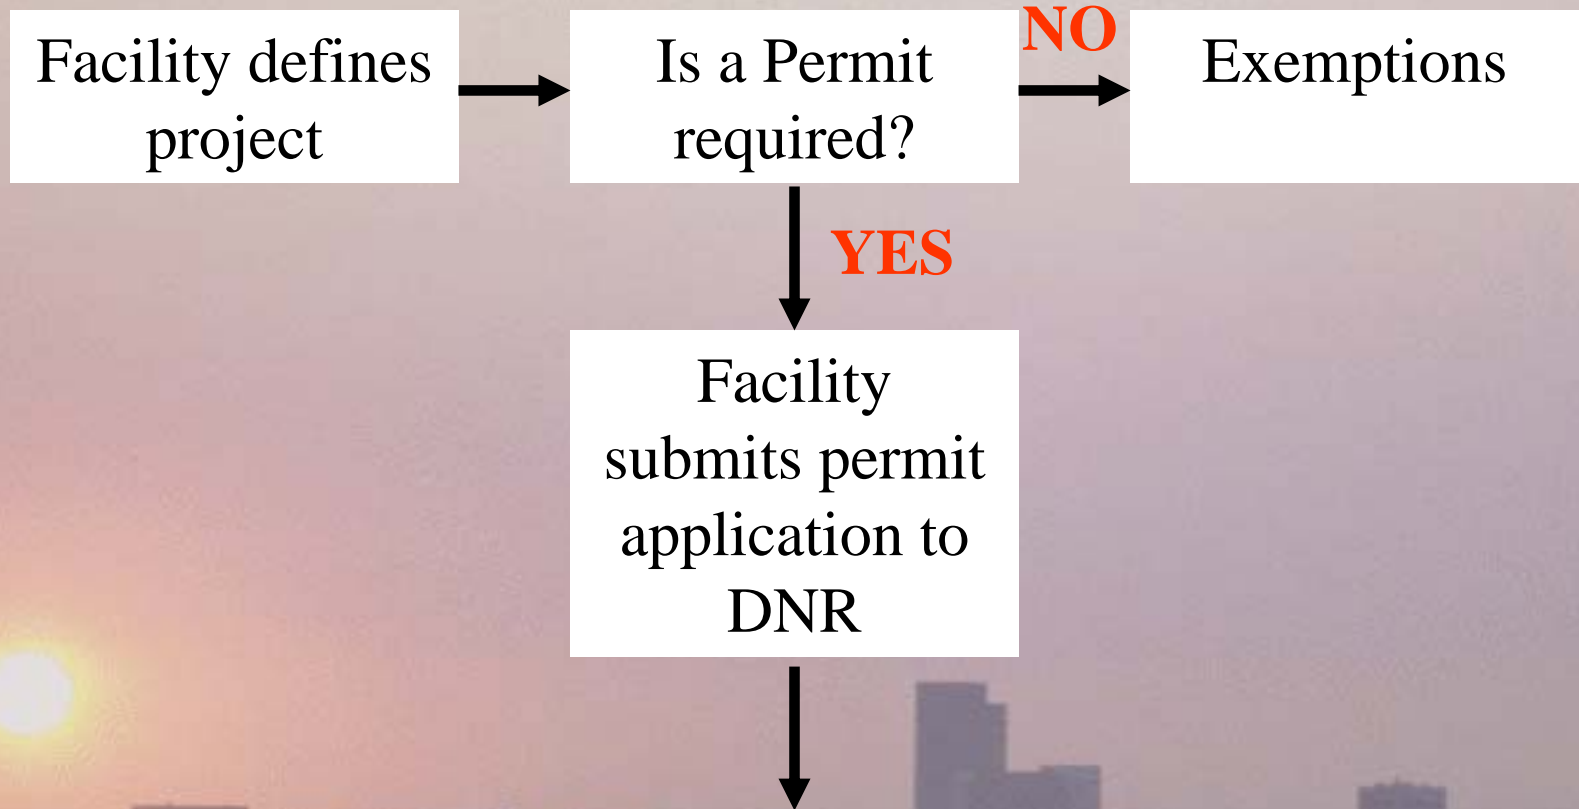 Facility defines
project
Is a Permit
required?
NO
Exemptions
YES
Facility
submits permit
application to
DNR